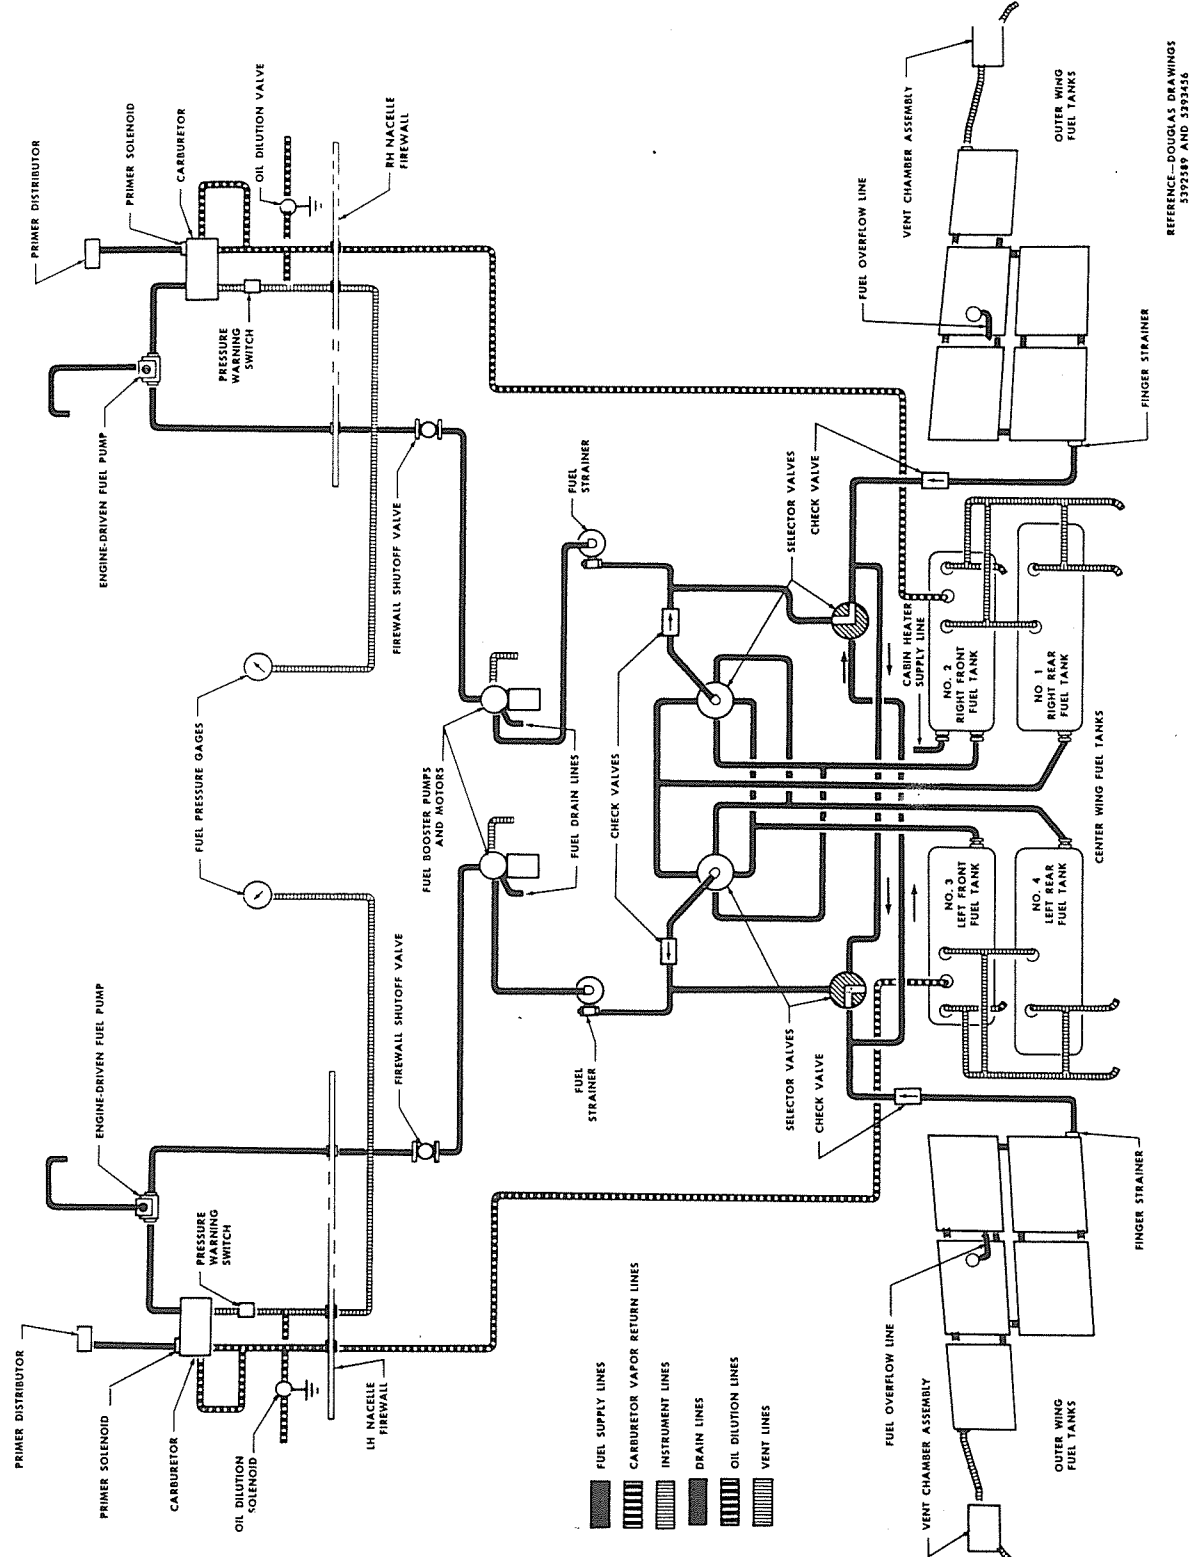 PRIMER DISTRIBUTOR
PRIMER SOLENOID
CARBURETOR
OIL DILUTION VALVE
RH NACELLE
FIREWALL
ENGINE-DRIVEN FUEL PUMP
PRESSURE
WARNING
SWITCH
FIREWALL SHUTOFF VALVE
FUEL
STRAINER
SELECTOR VALVES
CHECK VALVE
FUEL OVERFLOW LINE
VENT CHAMBER ASSEMBLY
OUTER WING
FUEL TANKS
FINGER STRAINER
REFERENCE—DOUGLAS DRAWINGS
5392589 AND 5393456
FUEL PRESSURE GAGES
FUEL BOOSTER PUMPS
AND MOTORS
FUEL DRAIN LINES
CHECK VALVES
CABIN HEATER
SUPPLY LINE
NO. 2
RIGHT FRONT
FUEL TANK
NO 1
RIGHT REAR
FUEL TANK
CENTER WING FUEL TANKS
NO. 3
LEFT FRONT
FUEL TANK
NO. 4
LEFT REAR
FUEL TANK
ENGINE-DRIVEN FUEL PUMP
FIREWALL SHUTOFF VALVE
FUEL
STRAINER
SELECTOR VALVES
CHECK VALVE
FINGER STRAINER
PRESSURE
WARNING
SWITCH
PRIMER DISTRIBUTOR
PRIMER SOLENOID
CARBURETOR
OIL DILUTION
SOLENOID
LH NACELLE
FIREWALL
FUEL SUPPLY LINES
CARBURETOR VAPOR RETURN LINES
INSTRUMENT LINES
DRAIN LINES
OIL DILUTION LINES
VENT LINES
FUEL OVERFLOW LINE
VENT CHAMBER ASSEMBLY
OUTER WING
FUEL TANKS